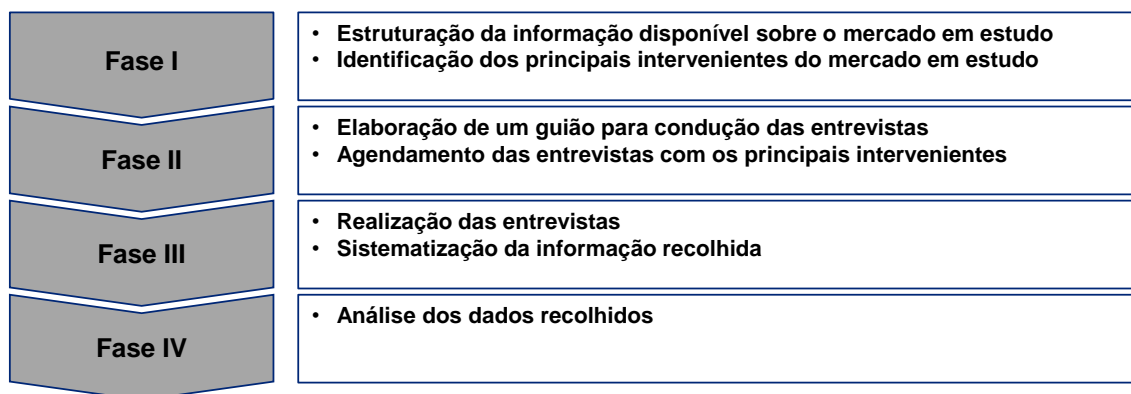 Fase I
• Estruturação da informação disponível sobre o mercado em estudo
• Identificação dos principais intervenientes do mercado em estudo
Fase II
• Elaboração de um guião para condução das entrevistas
• Agendamento das entrevistas com os principais intervenientes
Fase III
• Realização das entrevistas
• Sistematização da informação recolhida
Fase IV
• Análise dos dados recolhidos